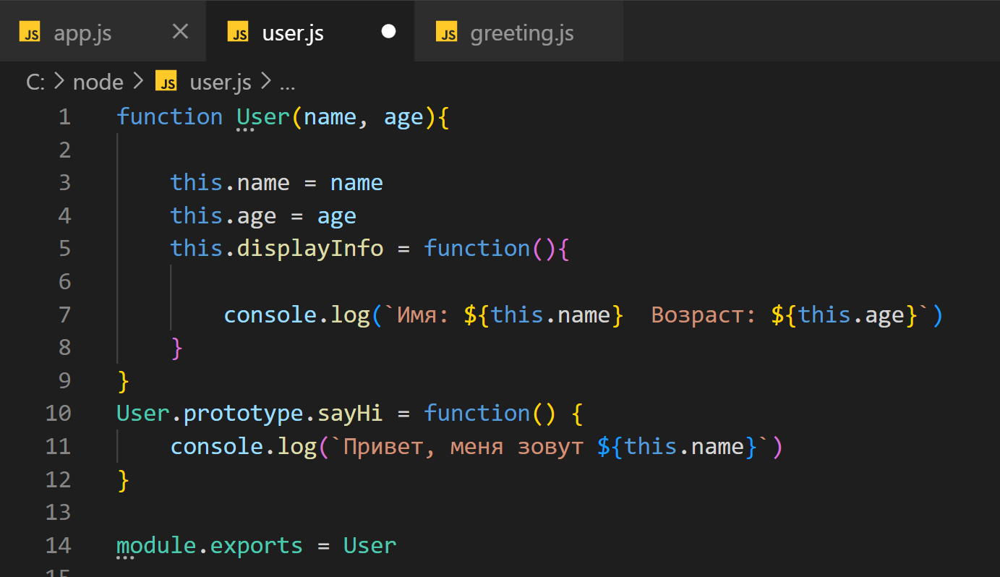 JS app.js JS user.js JS greeting.js
C: > node > JS user.js > ...
1 function User(name, age){
2
3 this.name = name
4 this.age = age
5 this.displayInfo = function(){
6
7 console.log(`Имя: ${this.name}  Возраст: ${this.age}`)
8 }
9 }
10 User.prototype.sayHi = function() {
11 console.log(`Привет, меня зовут ${this.name}`)
12 }
13
14 module.exports = User
15